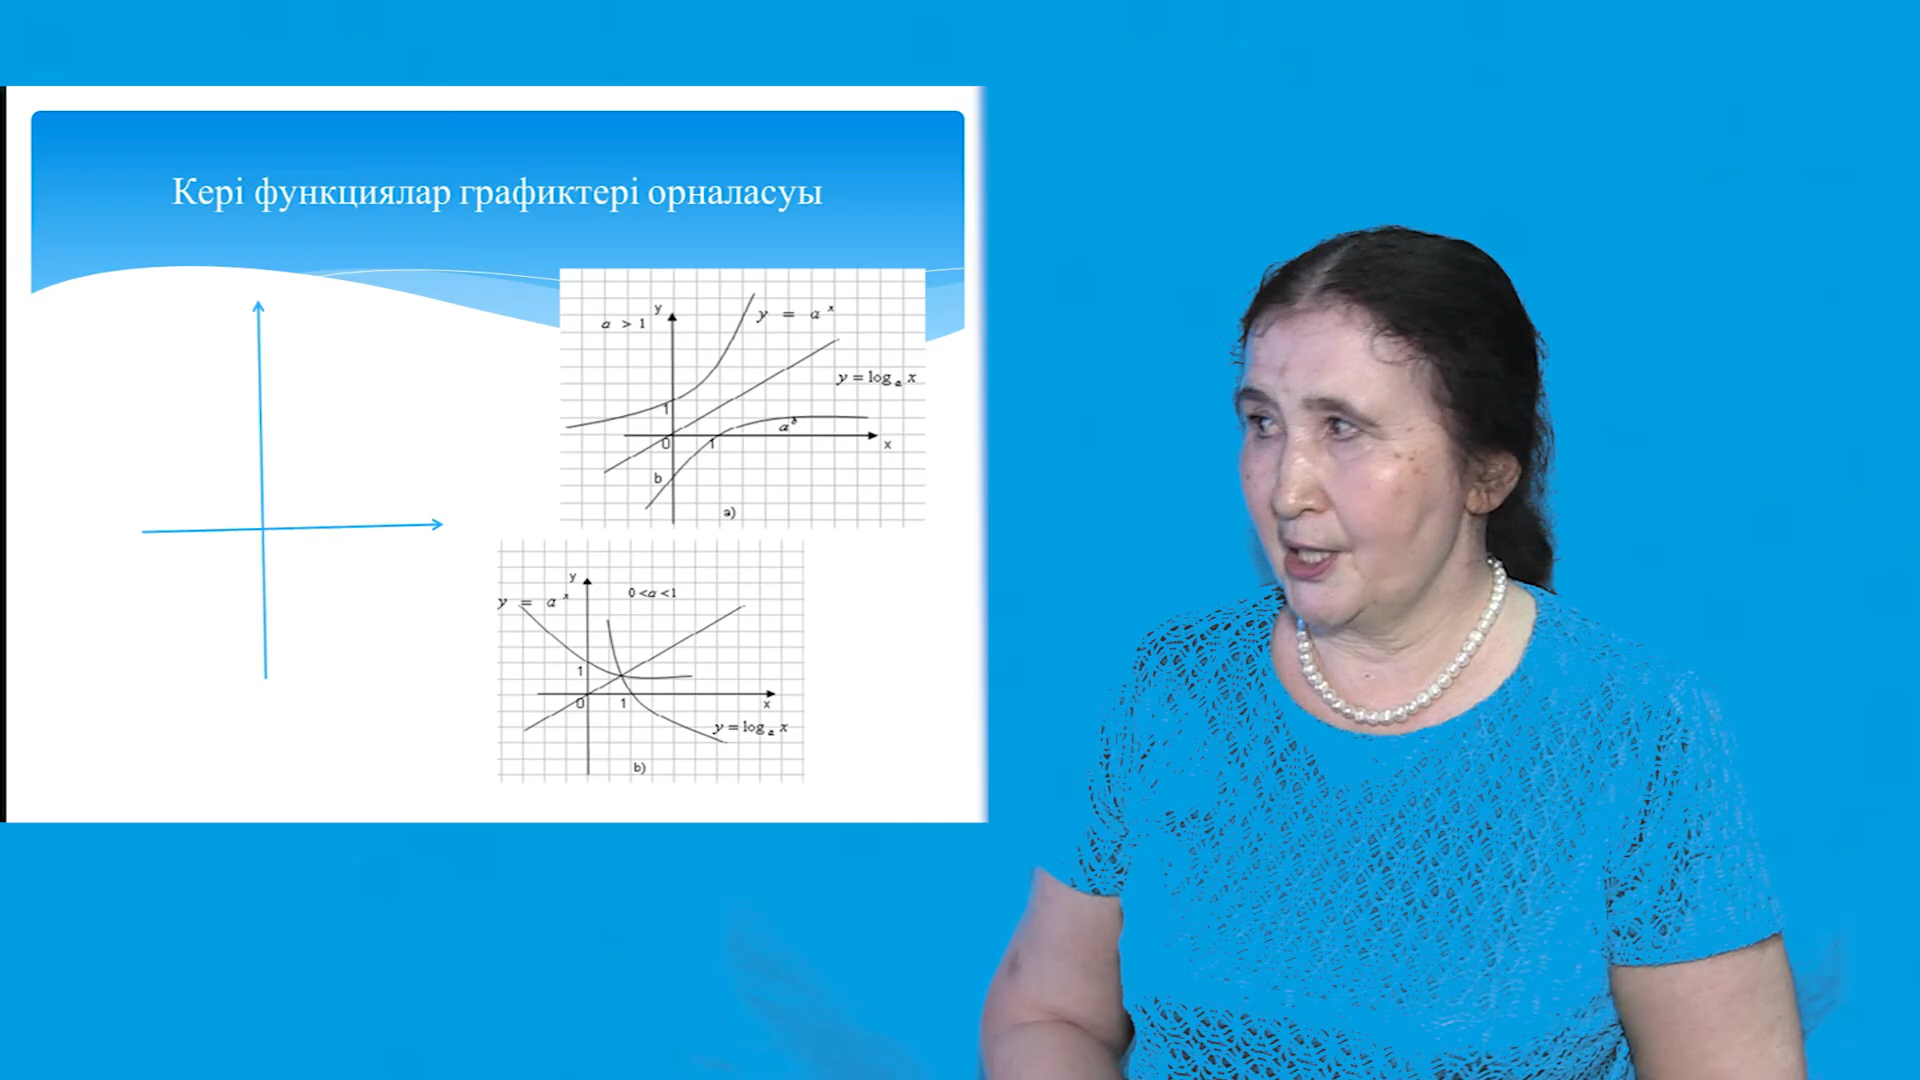 Кері функциялар графиктері орналасуы
y
a > 1
y = a^x
y = log_a x
1
a^b
0
1
x
b
a)
y
0 < a < 1
y = a^x
1
0
1
x
y = log_a x
b)